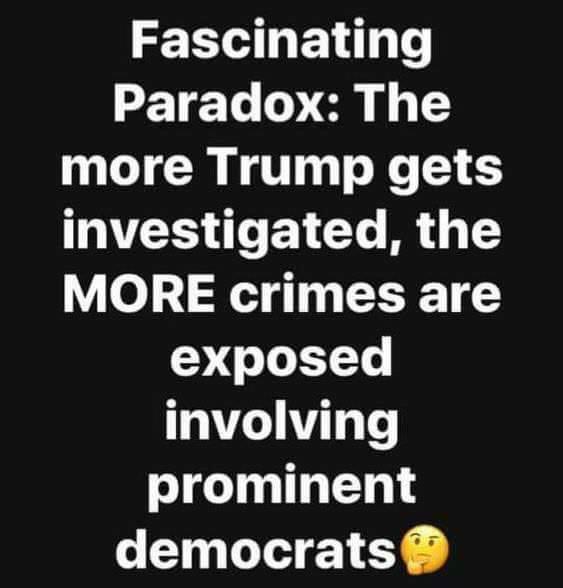 Fascinating
Paradox: The
more Trump gets
investigated, the
MORE crimes are
exposed
involving
prominent
democrats🤔